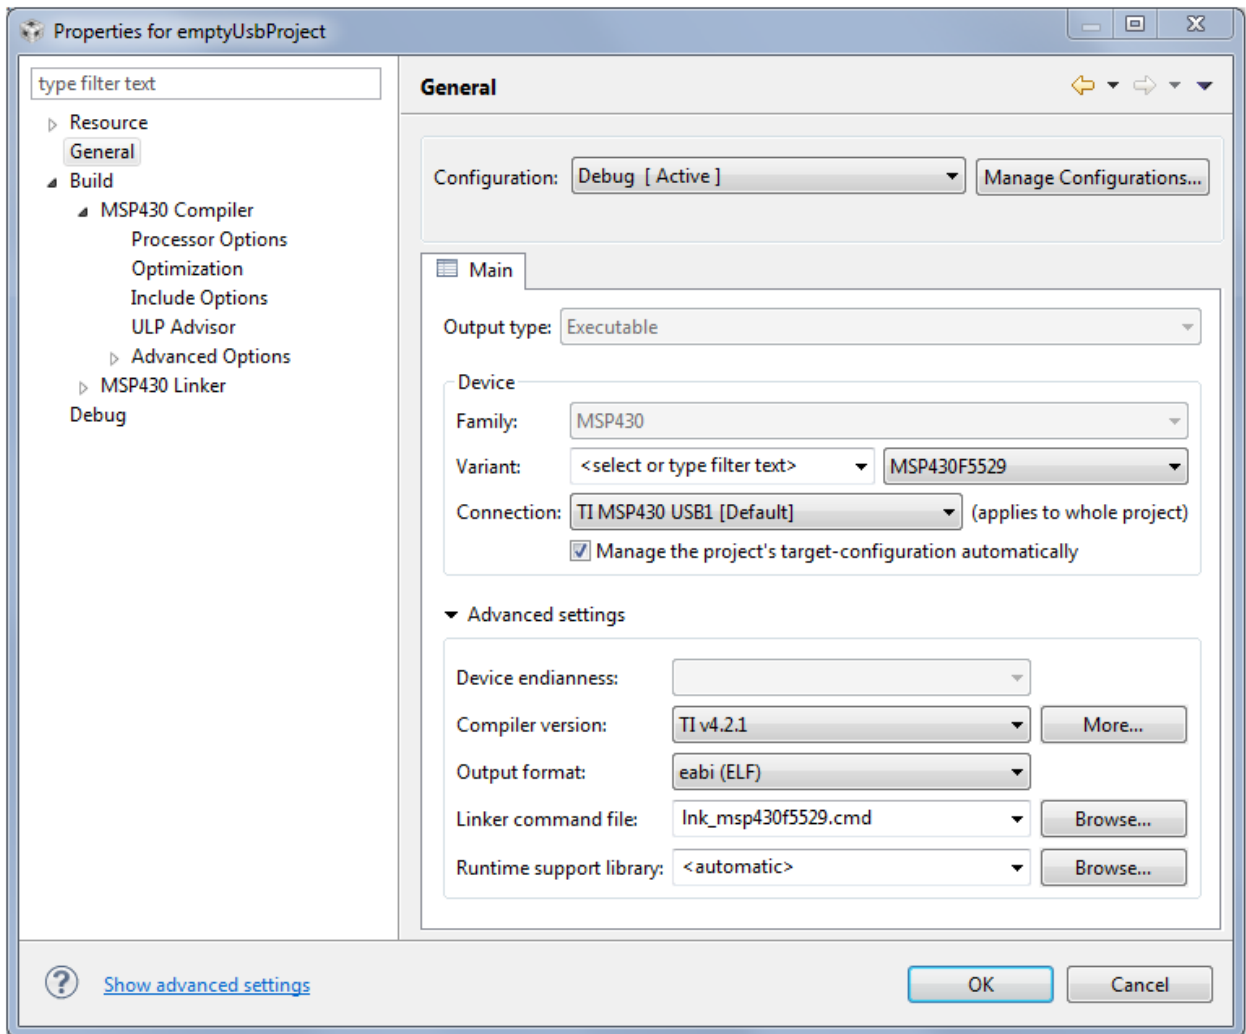 Properties for emptyUsbProject
type filter text
Resource
General
Build
MSP430 Compiler
Processor Options
Optimization
Include Options
ULP Advisor
Advanced Options
MSP430 Linker
Debug
General
Configuration: Debug [ Active ] Manage Configurations...
Main
Output type: Executable
Device
Family: MSP430
Variant: <select or type filter text> MSP430F5529
Connection: TI MSP430 USB1 [Default] (applies to whole project)
Manage the project's target-configuration automatically
Advanced settings
Device endianness:
Compiler version: TI v4.2.1 More...
Output format: eabi (ELF)
Linker command file: lnk_msp430f5529.cmd Browse...
Runtime support library: <automatic> Browse...
? Show advanced settings OK Cancel